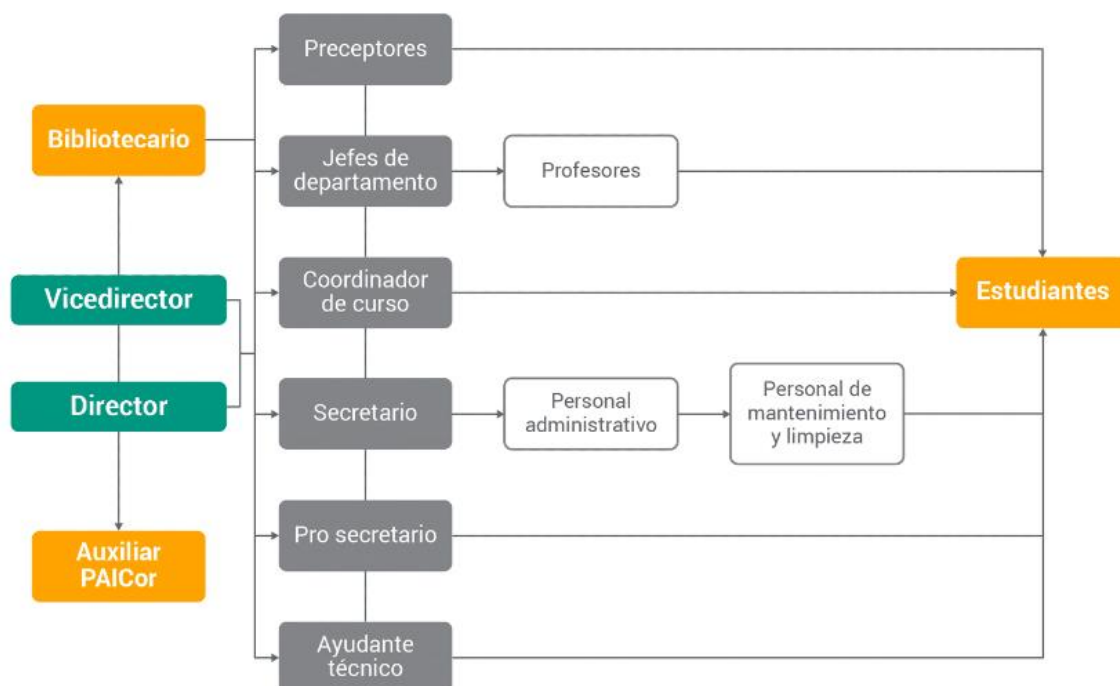 Preceptores
Bibliotecario
Jefes de
departamento
Profesores
Vicedirector
Coordinador
de curso
Estudiantes
Director
Secretario
Personal
administrativo
Personal de
mantenimiento
y limpieza
Pro secretario
Auxiliar
PAICor
Ayudante
técnico